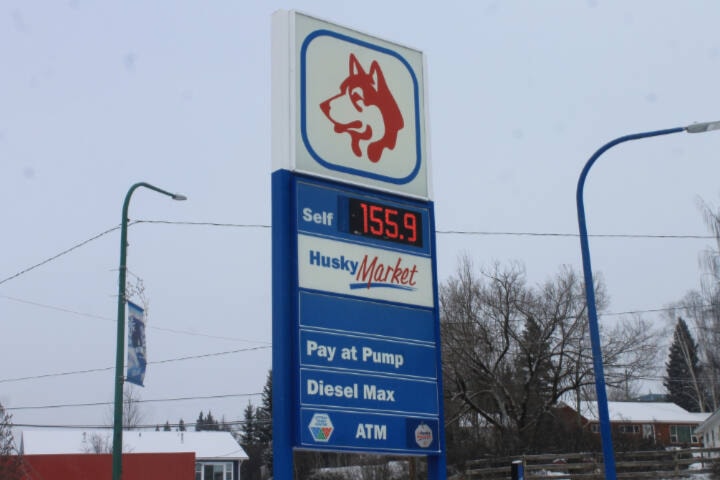 Self 155.9
Husky Market
Pay at Pump
Diesel Max
ATM